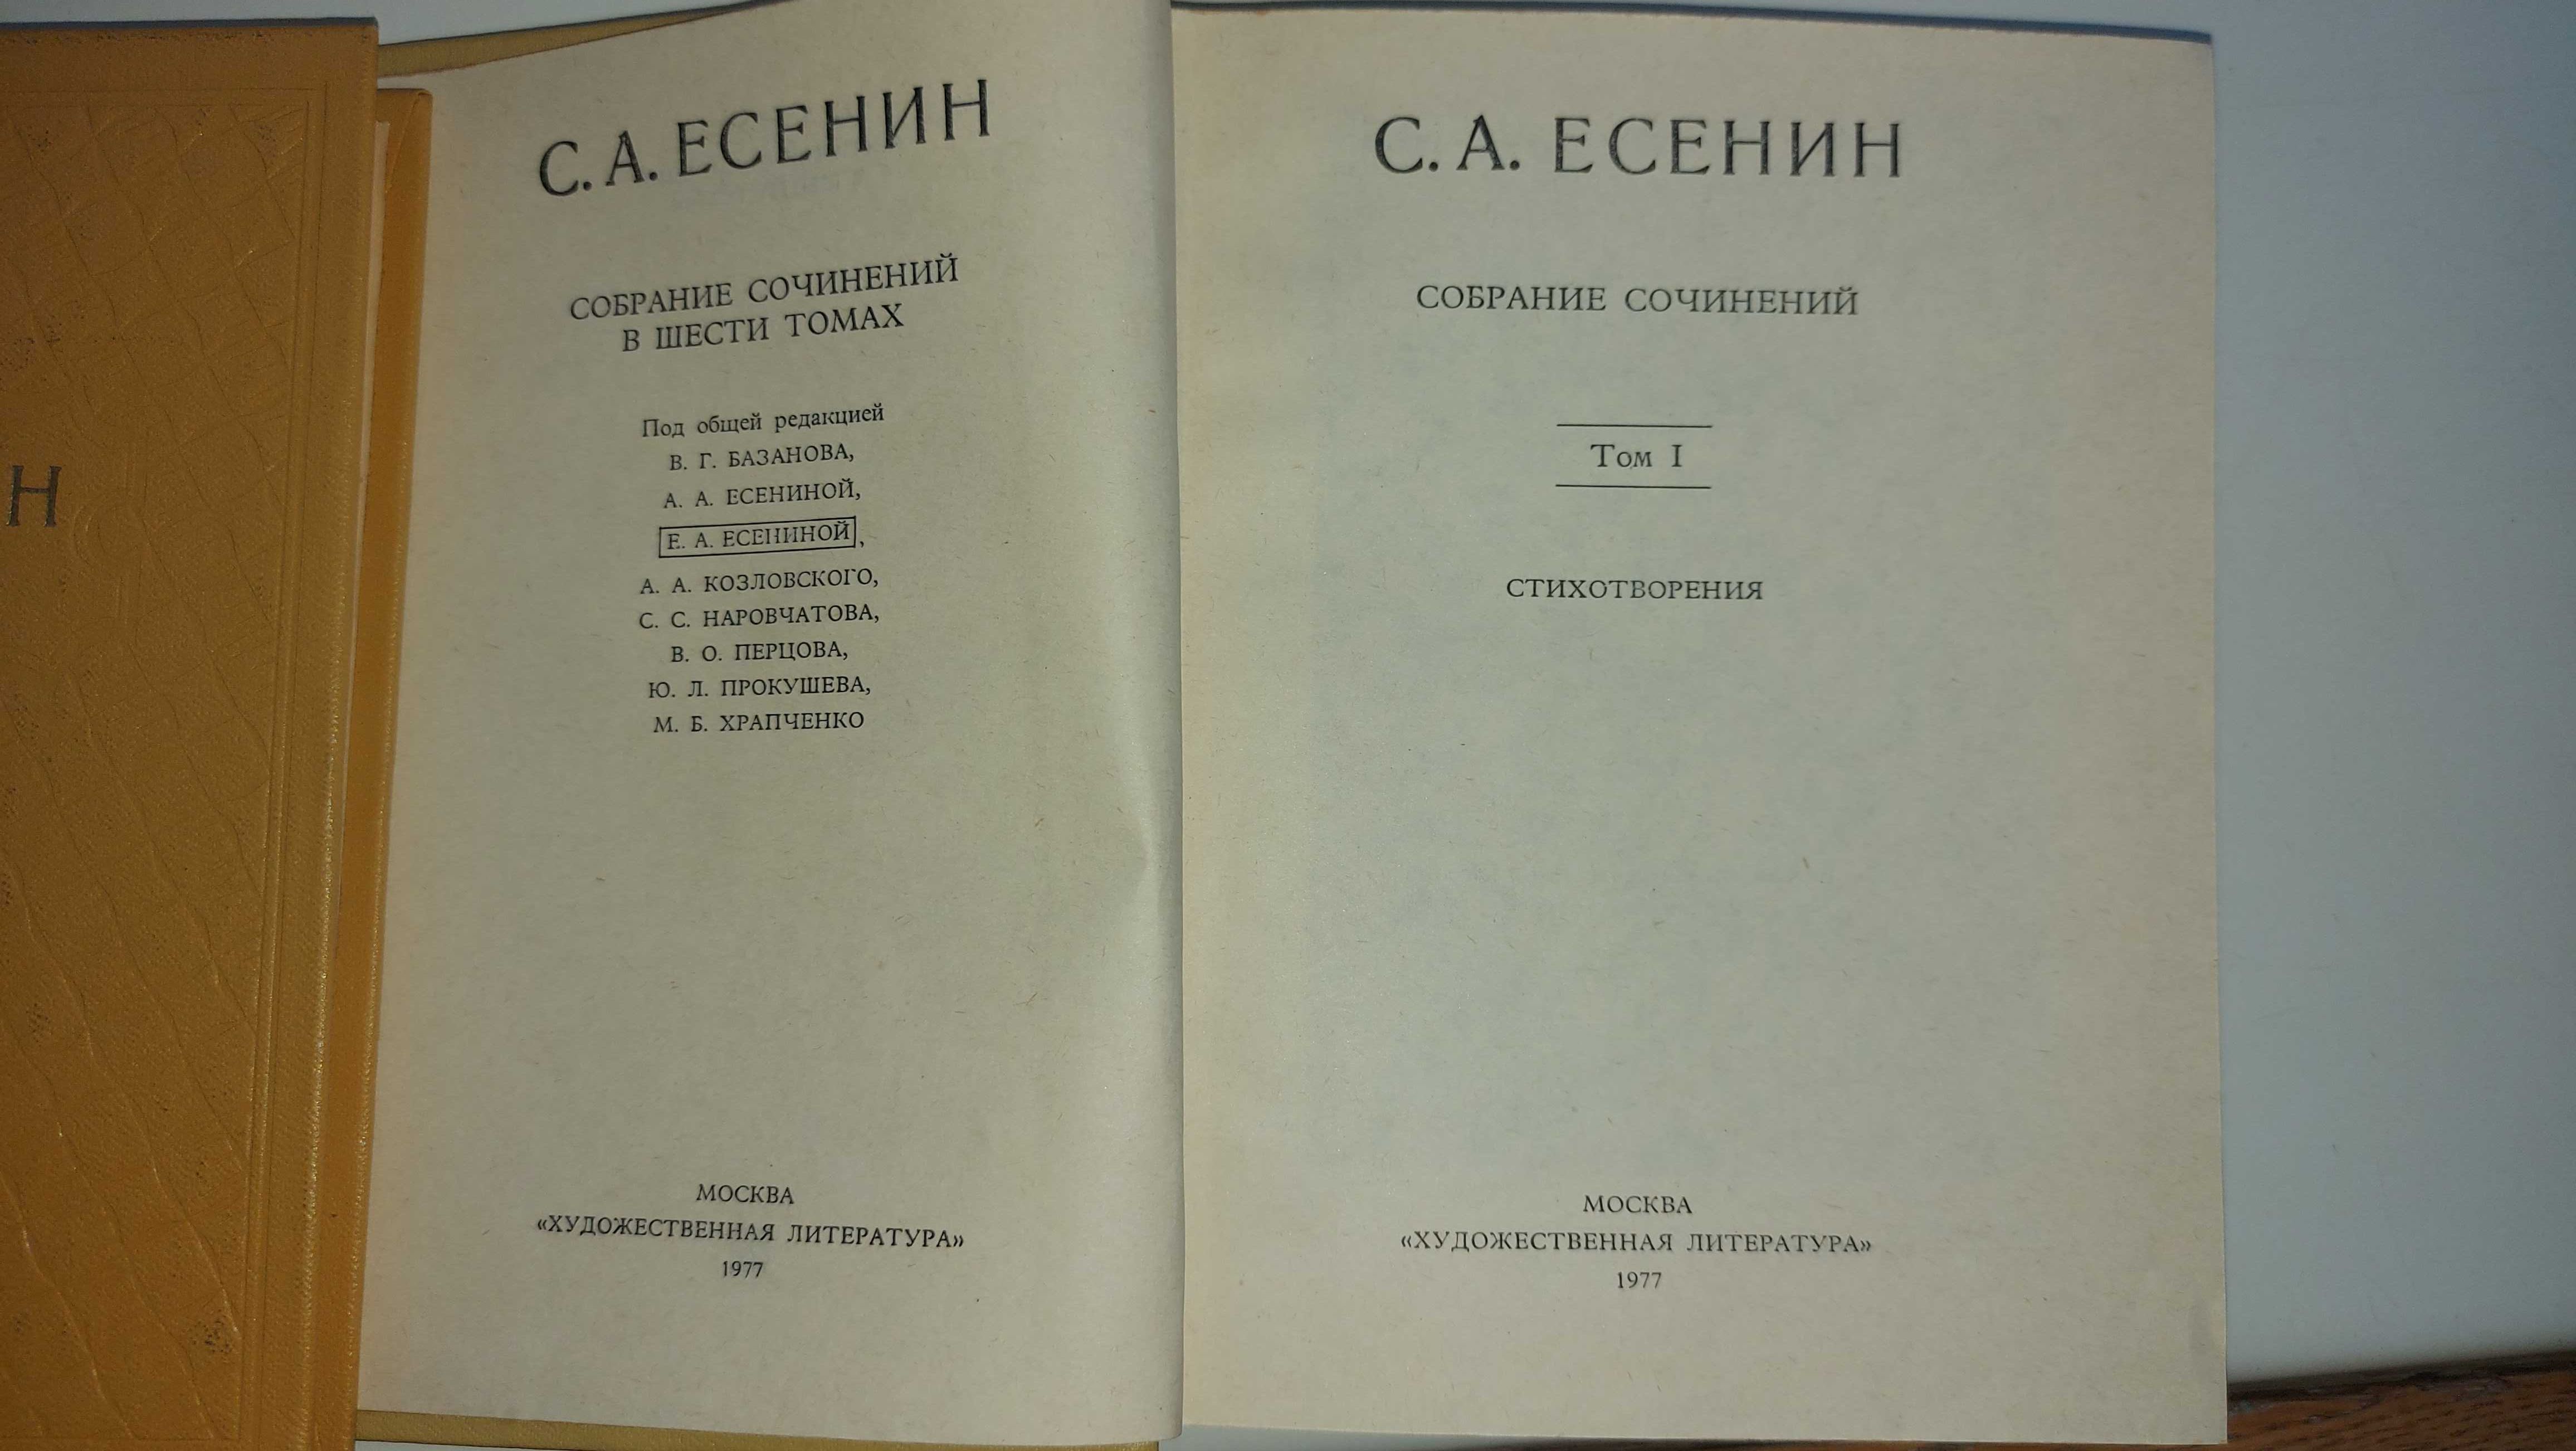 Н
С. А. ЕСЕНИН
СОБРАНИЕ СОЧИНЕНИЙ
В ШЕСТИ ТОМАХ
Под общей редакцией
В. Г. БАЗАНОВА,
А. А. ЕСЕНИНОЙ,
Е. А. ЕСЕНИНОЙ,
А. А. КОЗЛОВСКОГО,
С. С. НАРОВЧАТОВА,
В. О. ПЕРЦОВА,
Ю. Л. ПРОКУШЕВА,
М. Б. ХРАПЧЕНКО
МОСКВА
«ХУДОЖЕСТВЕННАЯ ЛИТЕРАТУРА»
1977
С. А. ЕСЕНИН
СОБРАНИЕ СОЧИНЕНИЙ
Том I
СТИХОТВОРЕНИЯ
МОСКВА
«ХУДОЖЕСТВЕННАЯ ЛИТЕРАТУРА»
1977